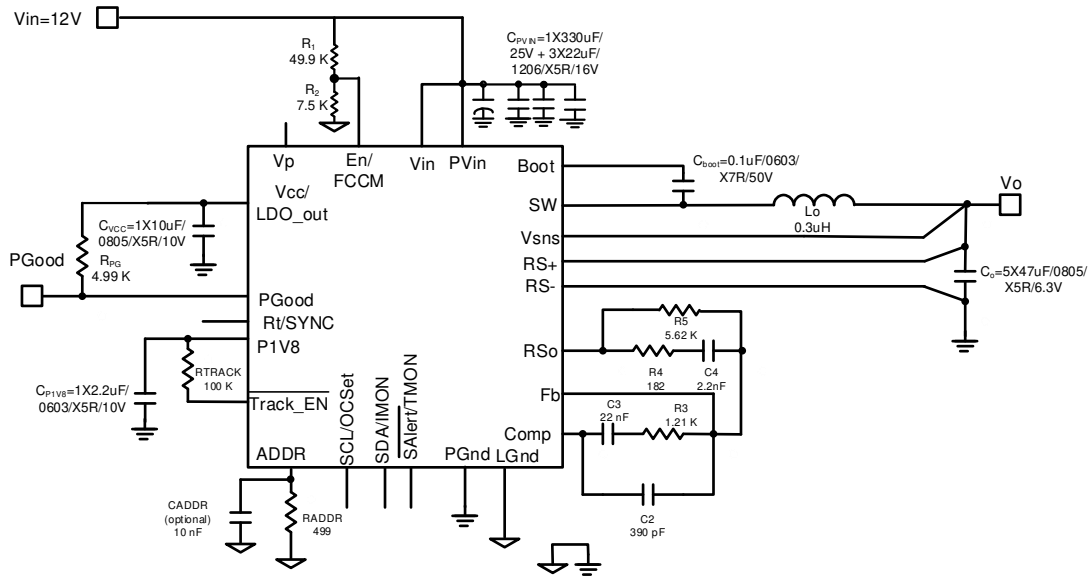 Vin=12V
R1
49.9 K
R2
7.5 K
CPVIN=1X330uF/
25V + 3X22uF/
1206/X5R/16V
Vp
En/
FCCM
Vin
PVin
Boot
Cboot=0.1uF/0603/
X7R/50V
SW
Lo
0.3uH
Vo
Vcc/
LDO_out
CVCC=1X10uF/
0805/X5R/10V
Vsns
RS+
RS-
Co=5X47uF/0805/
X5R/6.3V
PGood
RPG
4.99 K
PGood
Rt/SYNC
P1V8
RTRACK
100 K
CP1V8=1X2.2uF/
0603/X5R/10V
Track_EN
RSo
R5
5.62 K
R4
182
C4
2.2nF
Fb
Comp
C3
22 nF
R3
1.21 K
C2
390 pF
ADDR
SCL/OCSet
SDA/IMON
SAlert/TMON
PGnd
LGnd
CADDR
(optional)
10 nF
RADDR
499